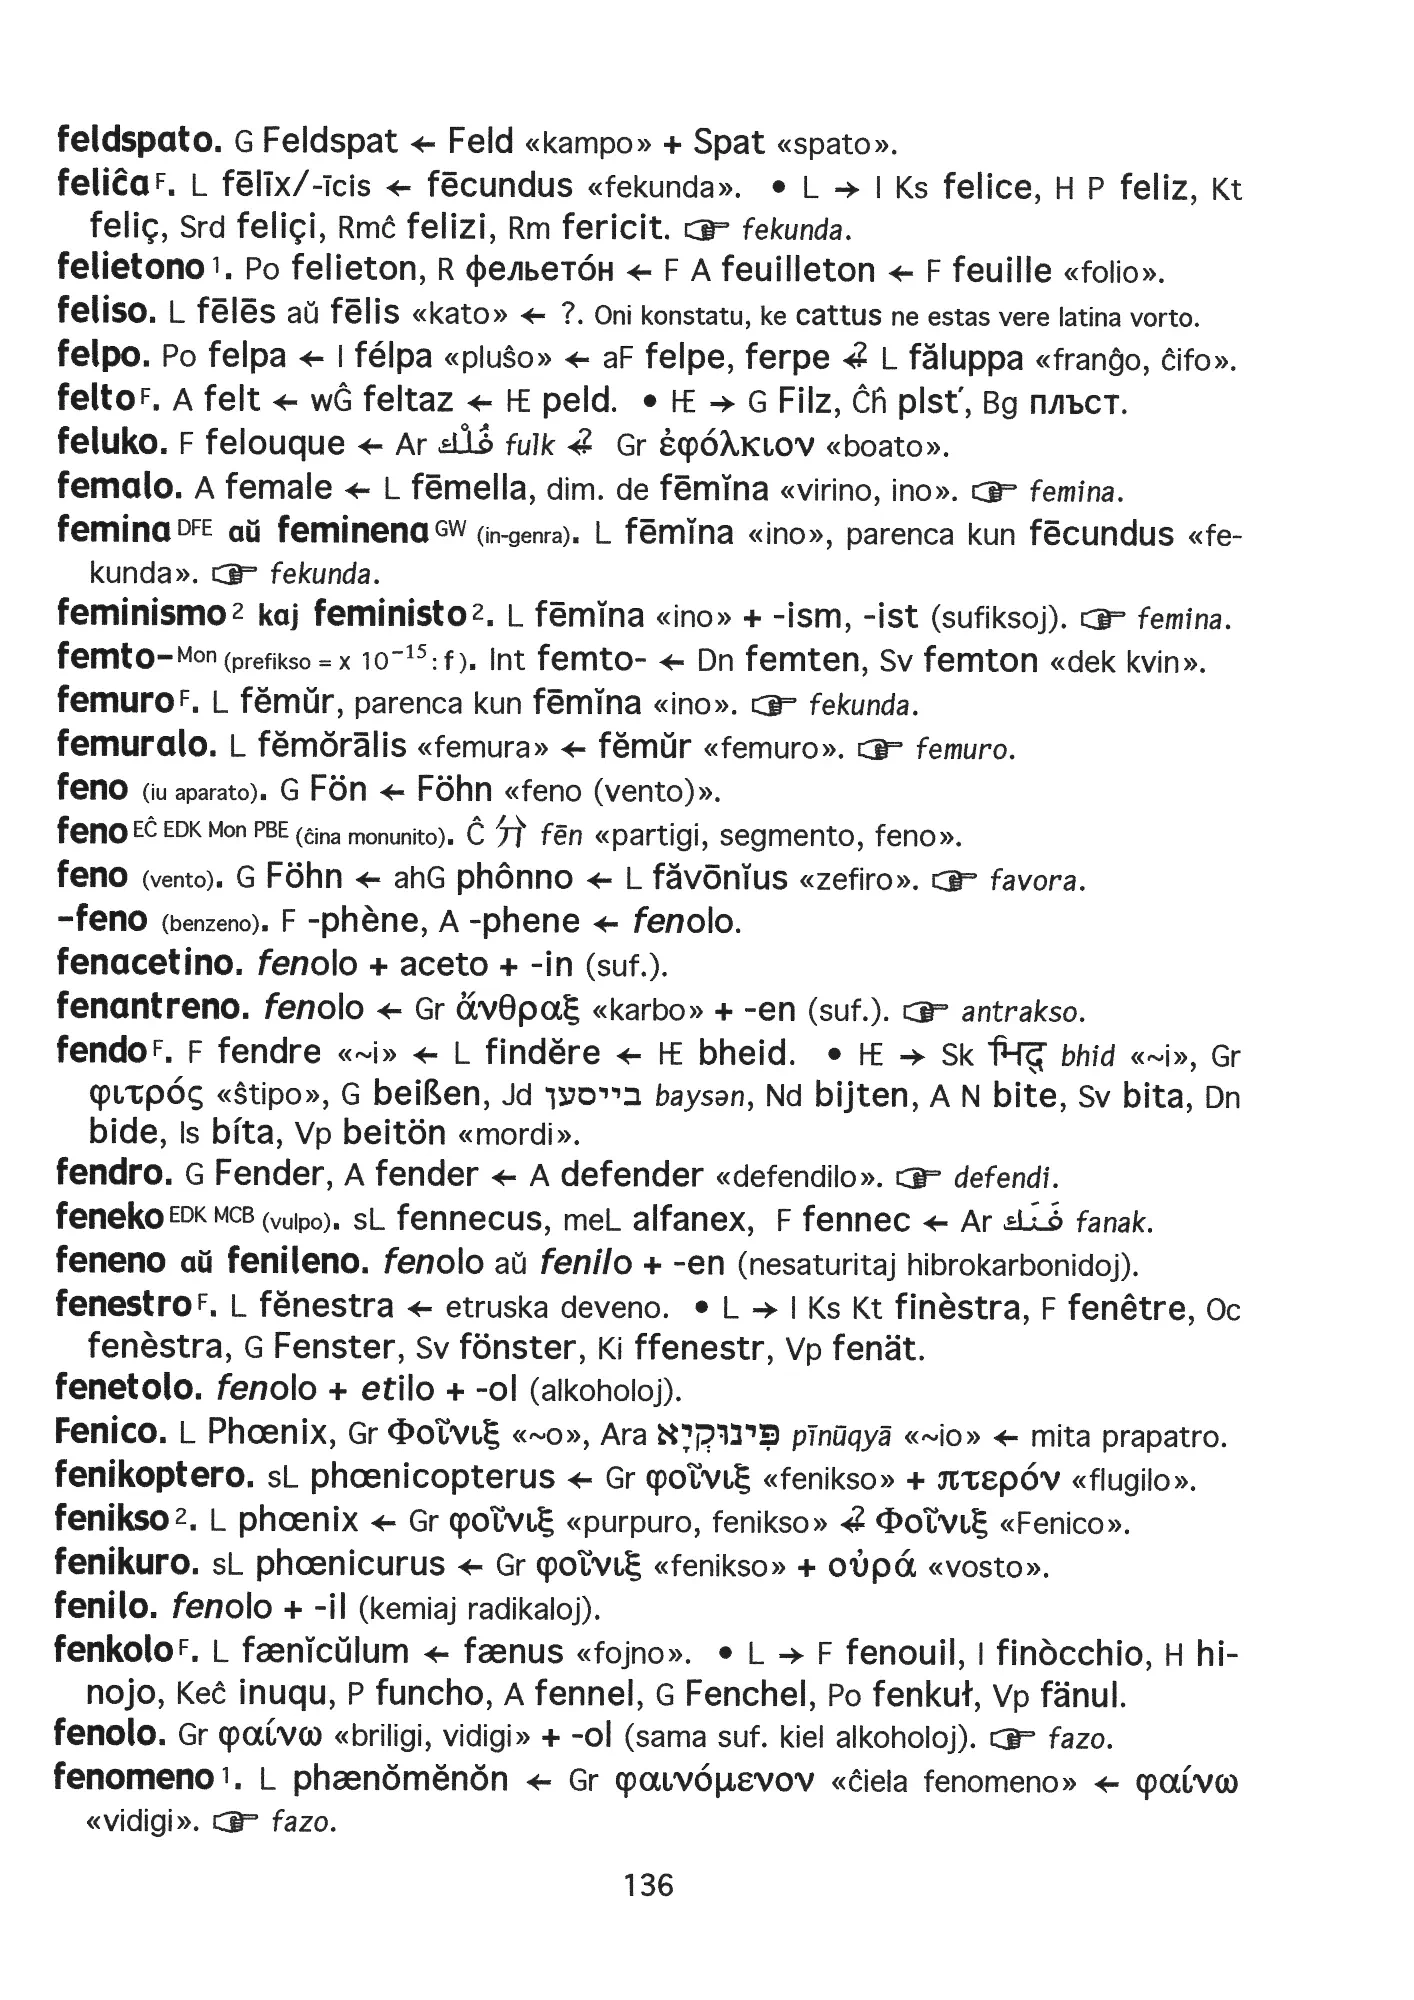 feldspato. G Feldspat ← Feld «kampo» + Spat «spato».
feliĉa F. L fēlīx/-īcis ← fēcundus «fekunda». • L → I Ks felice, H P feliz, Kt
feliç, Srd feliçi, Rmĉ felizi, Rm fericit. ☞ fekunda.
felietono 1. Po felieton, R фельето́н ← F A feuilleton ← F feuille «folio».
feliso. L fēlēs aŭ fēlis «kato» ← ?. Oni konstatu, ke cattus ne estas vere latina vorto.
felpo. Po felpa ← I félpa «pluŝo» ← aF felpe, ferpe ←? L făluppa «franĝo, ĉifo».
felto F. A felt ← wĜ feltaz ← HE peld. • HE → G Filz, Ĉĥ plst', Bg плъст.
feluko. F felouque ← Ar فُلْك fulk ←? Gr ἐφόλκιον «boato».
femalo. A female ← L fēmella, dim. de fēmĭna «virino, ino». ☞ femina.
femina DFE aŭ feminena GW (in-genra). L fēmĭna «ino», parenca kun fēcundus «fe-
kunda». ☞ fekunda.
feminismo 2 kaj feministo 2. L fēmĭna «ino» + -ism, -ist (sufiksoj). ☞ femina.
femto- Mon (prefikso = x 10⁻¹⁵: f). Int femto- ← Dn femten, Sv femton «dek kvin».
femuro F. L fĕmŭr, parenca kun fēmĭna «ino». ☞ fekunda.
femuralo. L fĕmŏrālis «femura» ← fĕmŭr «femuro». ☞ femuro.
feno (iu aparato). G Fön ← Föhn «feno (vento)».
feno EĈ EDK Mon PBE (ĉina monunito). Ĉ 分 fēn «partigi, segmento, feno».
feno (vento). G Föhn ← ahG phônno ← L făvōnĭus «zefiro». ☞ favora.
-feno (benzeno). F -phène, A -phene ← fenolo.
fenacetino. fenolo + aceto + -in (suf.).
fenantreno. fenolo ← Gr ἄνθραξ «karbo» + -en (suf.). ☞ antrakso.
fendo F. F fendre «~i» ← L findĕre ← HE bheid. • HE → Sk भिद् bhid «~i», Gr
φιτρός «ŝtipo», G beißen, Jd בייסען baysən, Nd bijten, A N bite, Sv bita, Dn
bide, Is bíta, Vp beitön «mordi».
fendro. G Fender, A fender ← A defender «defendilo». ☞ defendi.
feneko EDK MCB (vulpo). sL fennecus, meL alfanex, F fennec ← Ar فَنَك fanak.
feneno aŭ fenileno. fenolo aŭ fenilo + -en (nesaturitaj hibrokarbonidoj).
fenestro F. L fĕnestra ← etruska deveno. • L → I Ks Kt finèstra, F fenêtre, Oc
fenèstra, G Fenster, Sv fönster, Ki ffenestr, Vp fenät.
fenetolo. fenolo + etilo + -ol (alkoholoj).
Fenico. L Phœnix, Gr Φοῖνιξ «~o», Ara פִּינוּקְיָא pīnūqyā «~io» ← mita prapatro.
fenikoptero. sL phœnicopterus ← Gr φοῖνιξ «fenikso» + πτερόν «flugilo».
fenikso 2. L phœnix ← Gr φοῖνιξ «purpuro, fenikso» ←? Φοῖνιξ «Fenico».
fenikuro. sL phœnicurus ← Gr φοῖνιξ «fenikso» + οὐρά «vosto».
fenilo. fenolo + -il (kemiaj radikaloj).
fenkolo F. L fænĭcŭlum ← fænus «fojno». • L → F fenouil, I finòcchio, H hi-
nojo, Keĉ inuqu, P funcho, A fennel, G Fenchel, Po fenkuł, Vp fänul.
fenolo. Gr φαίνω «briligi, vidigi» + -ol (sama suf. kiel alkoholoj). ☞ fazo.
fenomeno 1. L phænŏmĕnŏn ← Gr φαινόμενον «ĉiela fenomeno» ← φαίνω
«vidigi». ☞ fazo.
136